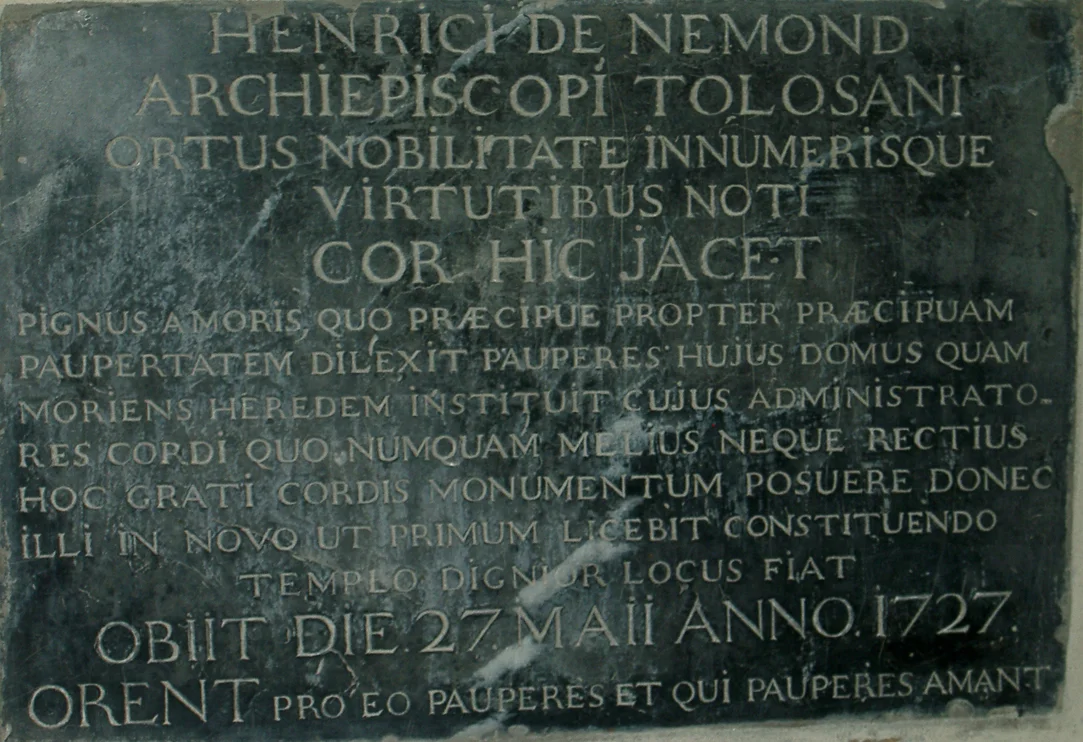 HENRICI DE NEMOND
ARCHIEPISCOPI TOLOSANI
ORTUS NOBILITATE INNUMERISQUE
VIRTUTIBUS NOTI
COR HIC JACET
PIGNUS AMORIS, QUO PRÆCIPUE PROPTER PRÆCIPUAM
PAUPERTATEM DILEXIT PAUPERES HUJUS DOMUS QUAM
MORIENS HEREDEM INSTITUIT CUJUS ADMINISTRATO-
RES CORDI QUO NUMQUAM MELIUS NEQUE RECTIUS
HOC GRATI CORDIS MONUMENTUM POSUERE DONEC
ILLI IN NOVO UT PRIMUM LICEBIT CONSTITUENDO
TEMPLO DIGNIOR LOCUS FIAT
OBIIT DIE 27. MAII ANNO. 1727.
ORENT PRO EO PAUPERES ET QUI PAUPERES AMANT